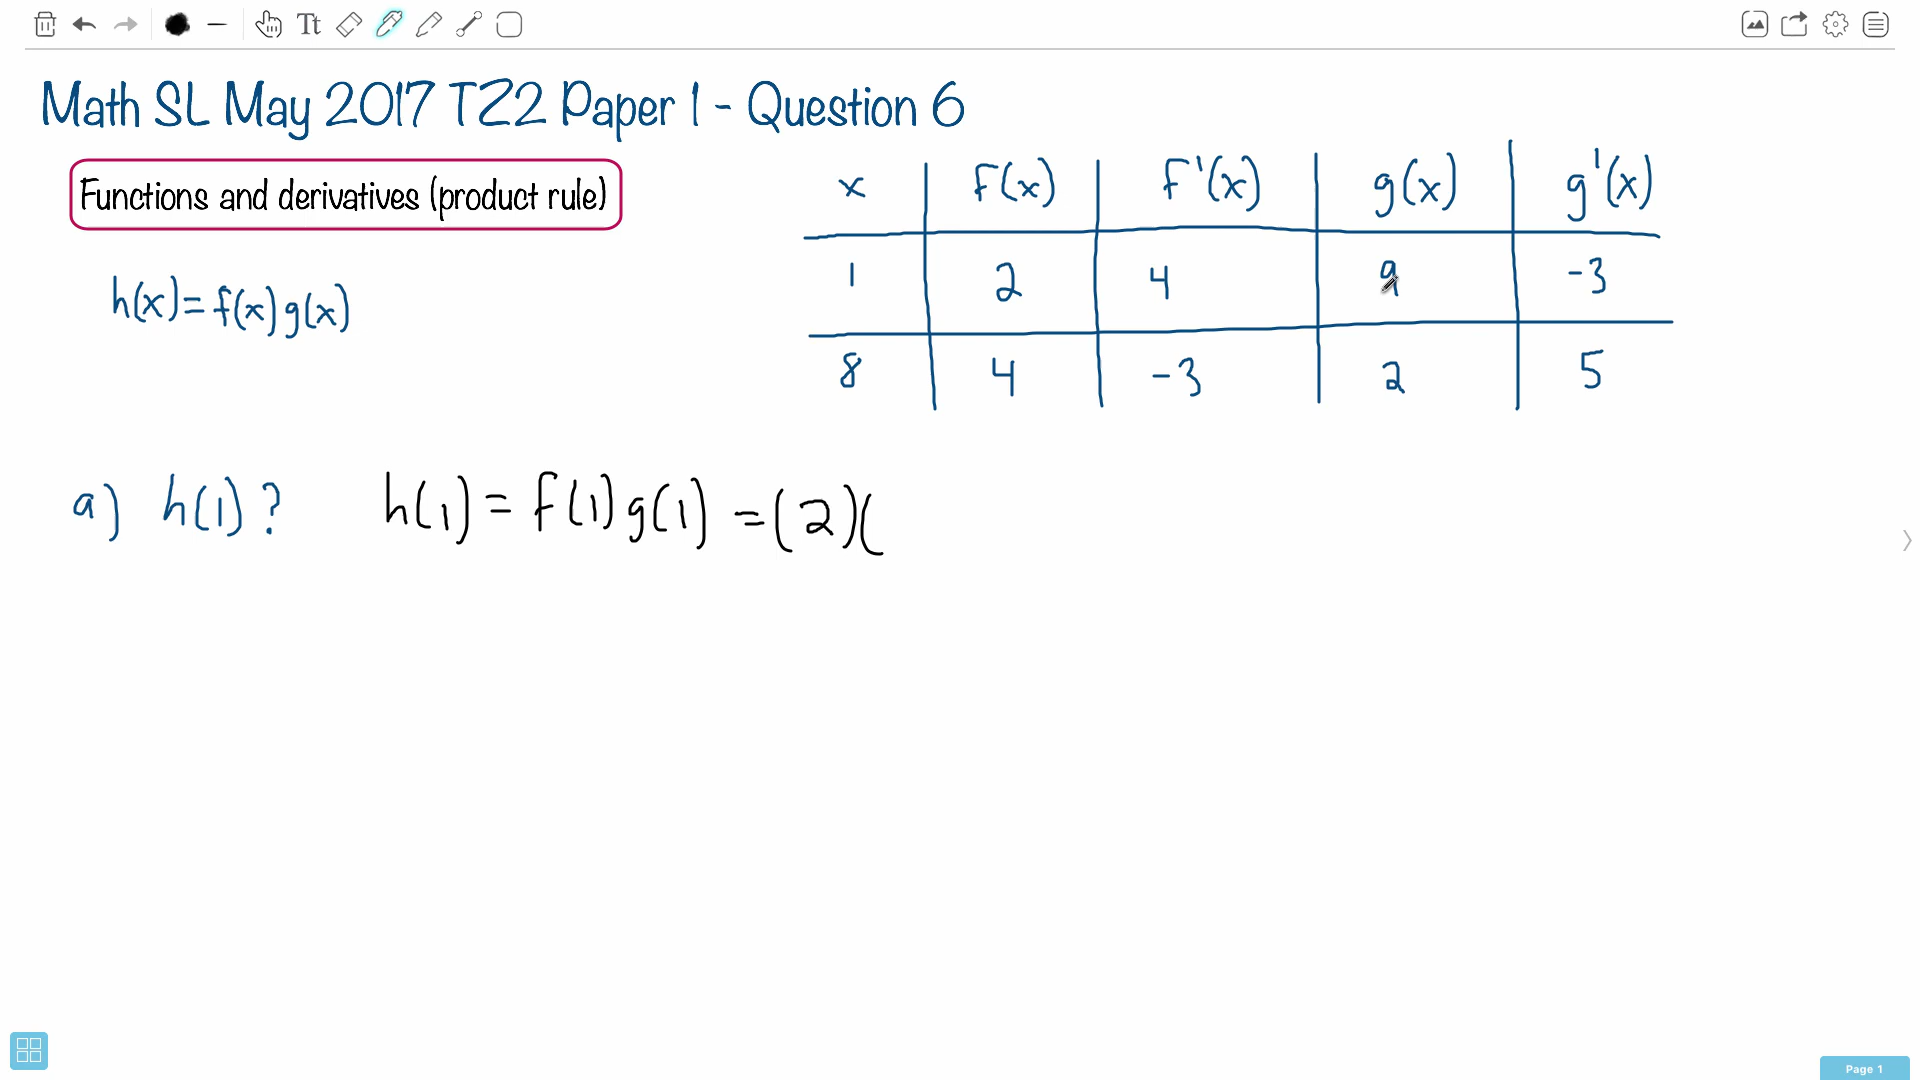 Tt
Math SL May 2017 TZ2 Paper 1 - Question 6
Functions and derivatives (product rule)
x f(x) f'(x) g(x) g'(x)
1 2 4 9 -3
8 4 -3 2 5
h(x)=f(x)g(x)
a) h(1)? h(1) = f(1)g(1) = (2)(
Page 1